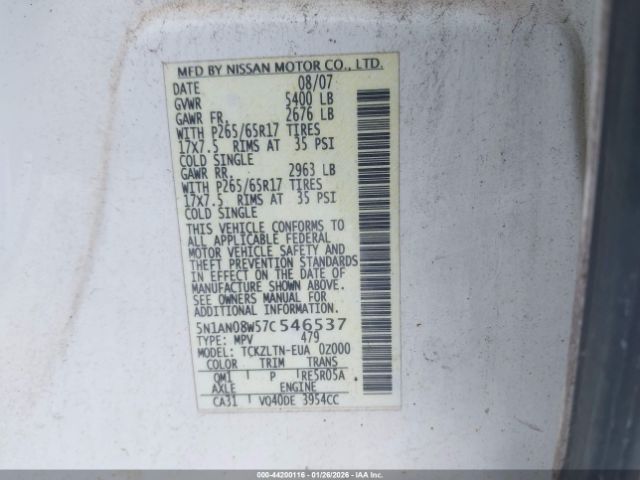 MFD BY NISSAN MOTOR CO., LTD.
DATE 08/07
GVWR 5400 LB
GAWR FR. 2676 LB
WITH P265/65R17 TIRES
17X7.5 RIMS AT 35 PSI
COLD SINGLE
GAWR RR. 2963 LB
WITH P265/65R17 TIRES
17X7.5 RIMS AT 35 PSI
COLD SINGLE
THIS VEHICLE CONFORMS TO
ALL APPLICABLE FEDERAL
MOTOR VEHICLE SAFETY AND
THEFT PREVENTION STANDARDS
IN EFFECT ON THE DATE OF
MANUFACTURE SHOWN ABOVE.
SEE OWNERS MANUAL FOR
ADDITIONAL INFORMATION.
5N1AN08W57C546537
TYPE: MPV 479
MODEL: TCKZLTN-EUA 0Z000
COLOR TRIM TRANS
QM1 P RE5R05A
AXLE ENGINE
CA31 VQ40DE 3954CC
000-44200116 | 01/26/2026 | IAAI.com